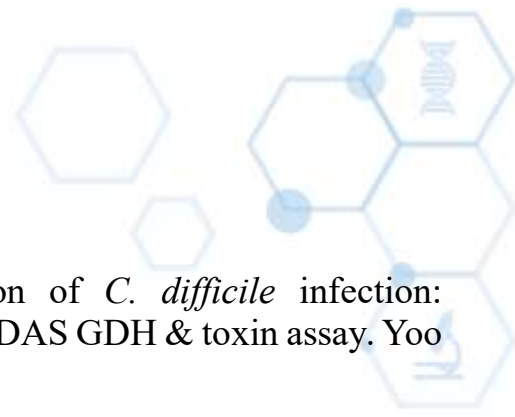 on of C. difficile infection:
DAS GDH & toxin assay. Yoo